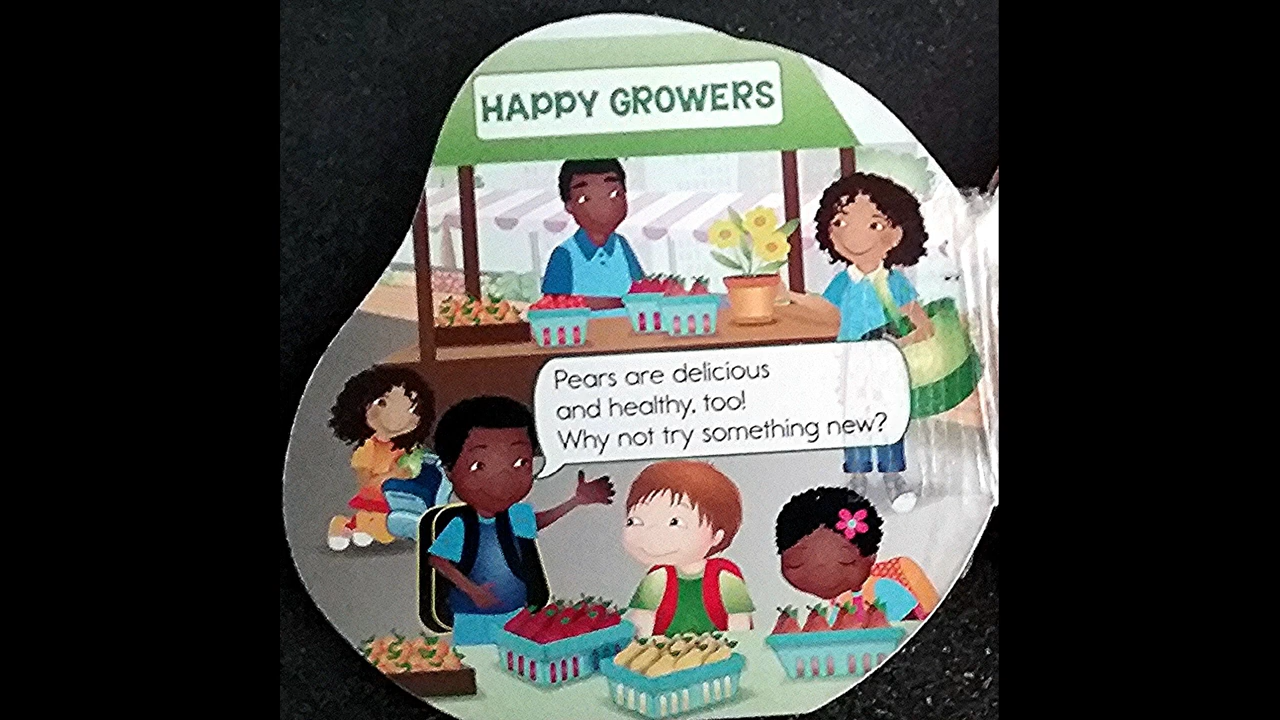 HAPPY GROWERS
Pears are delicious
and healthy, too!
Why not try something new?